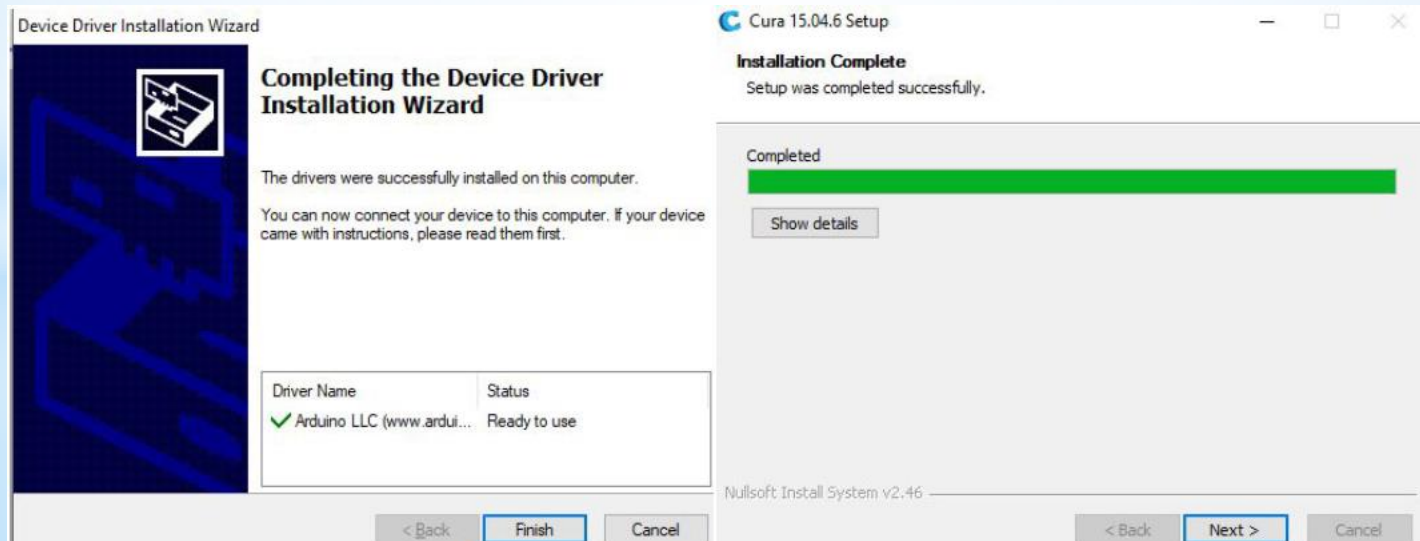 Device Driver Installation Wizard
Completing the Device Driver
Installation Wizard
The drivers were successfully installed on this computer.
You can now connect your device to this computer. If your device
came with instructions, please read them first.
Driver Name Status
Arduino LLC (www.ardui... Ready to use
< Back Finish Cancel
Cura 15.04.6 Setup
Installation Complete
Setup was completed successfully.
Completed
Show details
Nullsoft Install System v2.46
< Back Next > Cancel